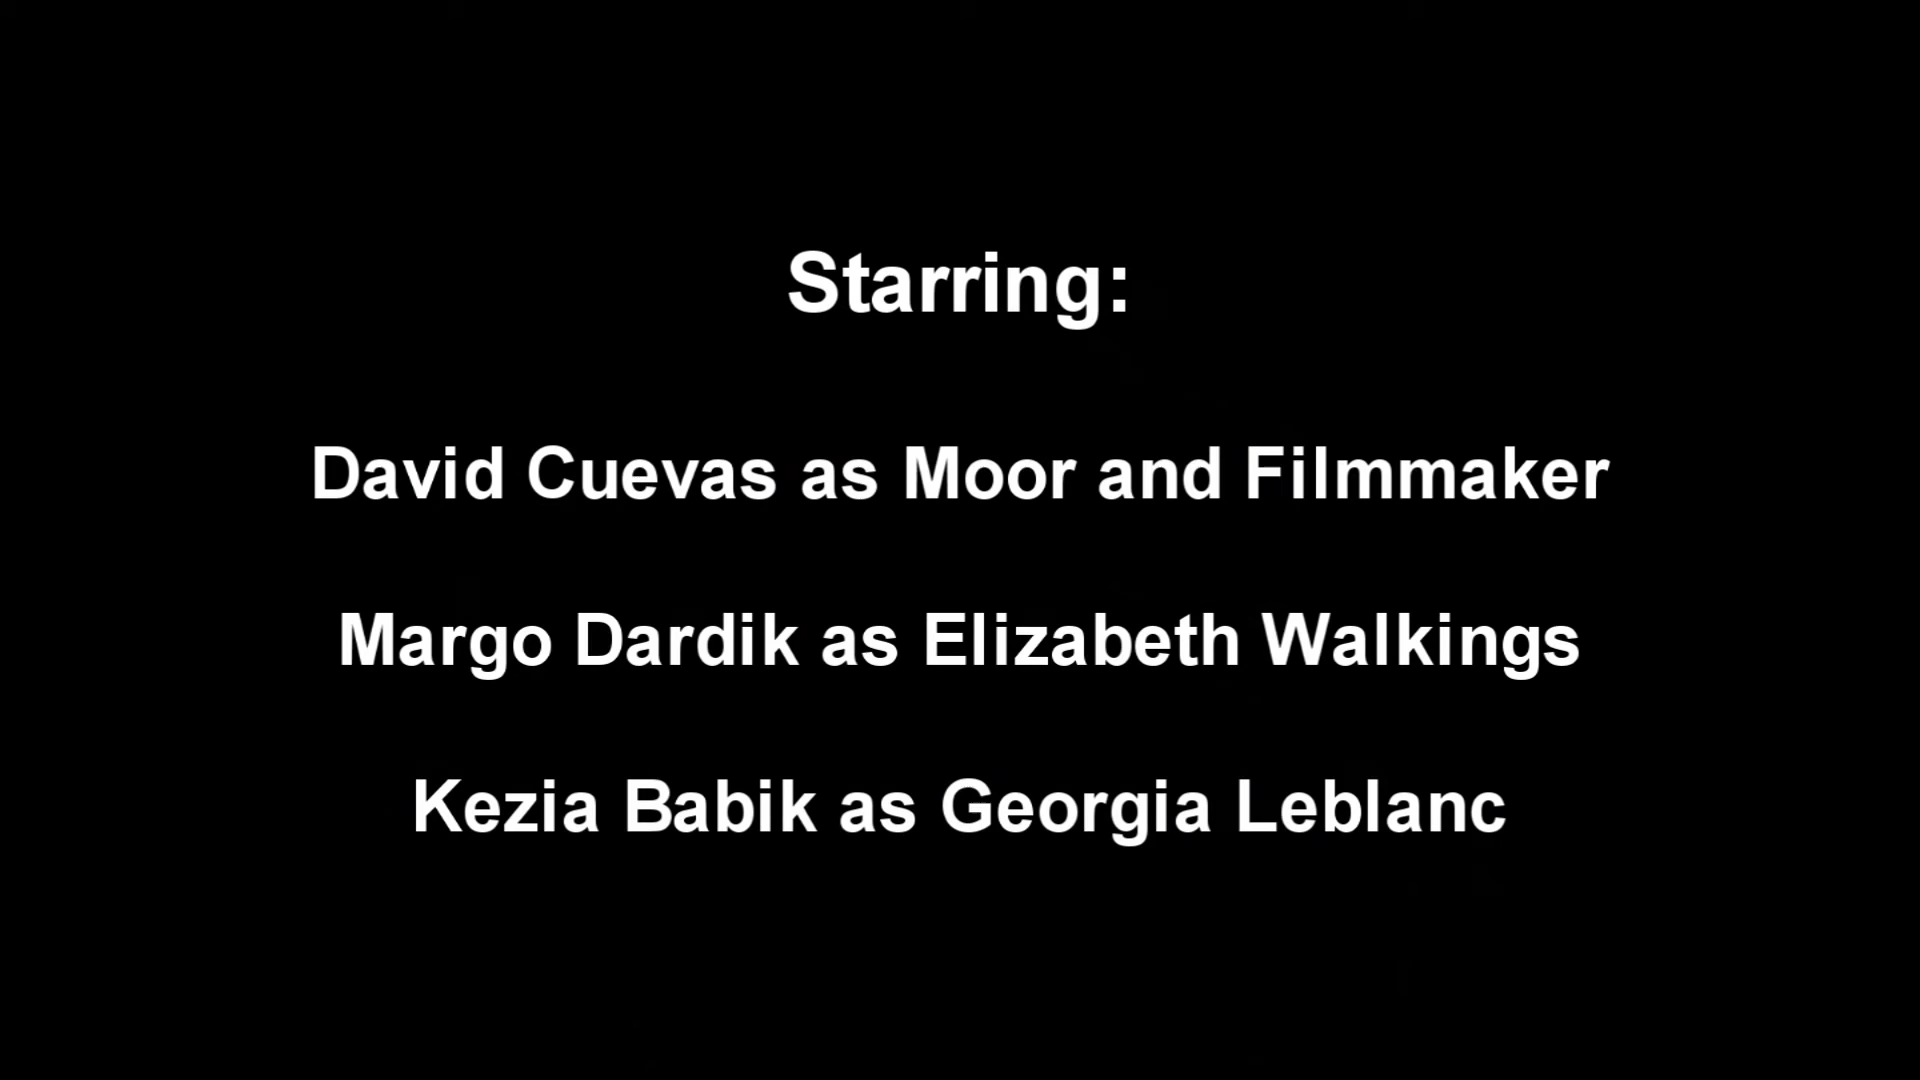 Starring:
David Cuevas as Moor and Filmmaker
Margo Dardik as Elizabeth Walkings
Kezia Babik as Georgia Leblanc